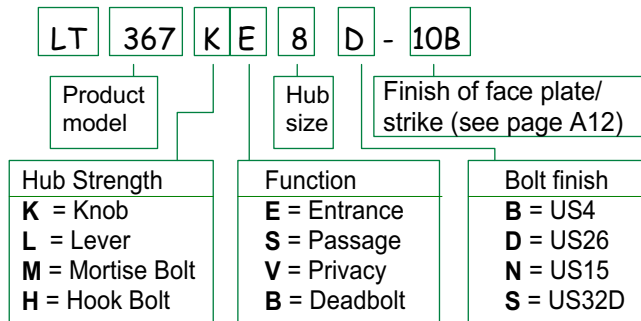 LT 367 K E 8 D - 10B
Product model
Hub size
Finish of face plate/
strike (see page A12)
Hub Strength
K = Knob
L = Lever
M = Mortise Bolt
H = Hook Bolt
Function
E = Entrance
S = Passage
V = Privacy
B = Deadbolt
Bolt finish
B = US4
D = US26
N = US15
S = US32D